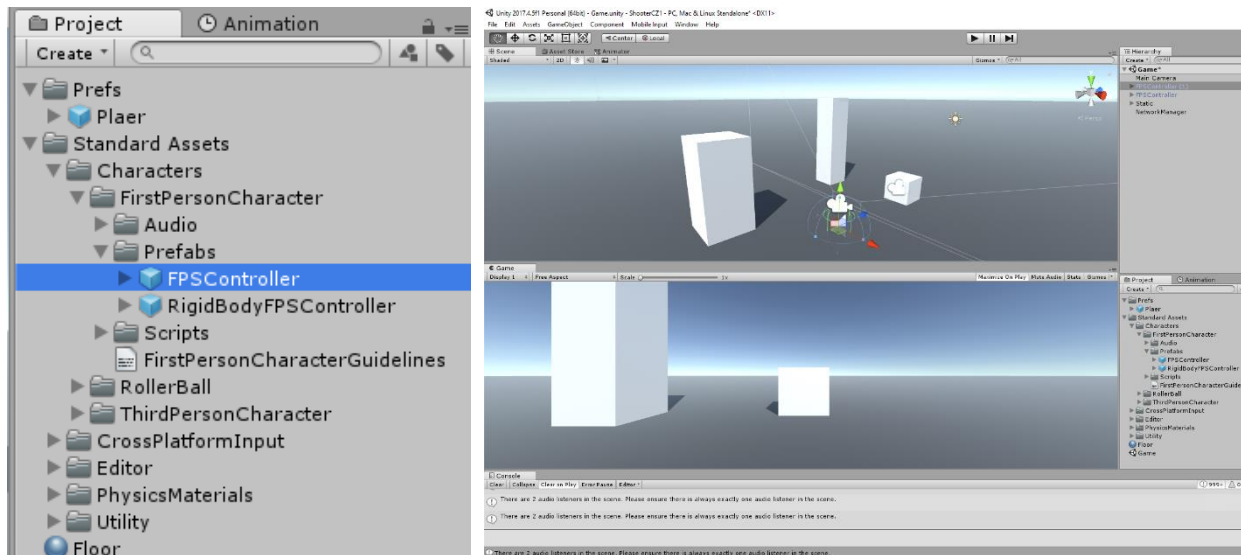 Project
Animation
Create
All
Prefs
Plaer
Standard Assets
Characters
FirstPersonCharacter
Audio
Prefabs
FPSController
RigidBodyFPSController
Scripts
FirstPersonCharacterGuidelines
RollerBall
ThirdPersonCharacter
CrossPlatformInput
Editor
PhysicsMaterials
Utility
Floor
Unity 2017.4.5f1 Personal (64bit) - Game.unity - ShooterCZ1 - PC, Mac & Linux Standalone* <DX11>
File Edit Assets GameObject Component Mobile Input Window Help
Center Local
Scene Asset Store Animator
Shaded 2D Gizmos
Persp
Hierarchy
Create
Game*
Main Camera
FPSController (1)
FPSController
Static
NetworkManager
Game
Display 1 Free Aspect Scale 1x Maximize On Play Mute Audio Stats Gizmos
Project Animation
Create
Prefs
Plaer
Standard Assets
Characters
FirstPersonCharacter
Audio
Prefabs
FPSController
RigidBodyFPSController
Scripts
FirstPersonCharacterGuide
RollerBall
ThirdPersonCharacter
CrossPlatformInput
Editor
PhysicsMaterials
Utility
Floor
Game
Console
Clear Collapse Clear on Play Error Pause Editor 999+ 0
There are 2 audio listeners in the scene. Please ensure there is always exactly one audio listener in the scene.
There are 2 audio listeners in the scene. Please ensure there is always exactly one audio listener in the scene.
There are 2 audio listeners in the scene. Please ensure there is always exactly one audio listener in the scene.